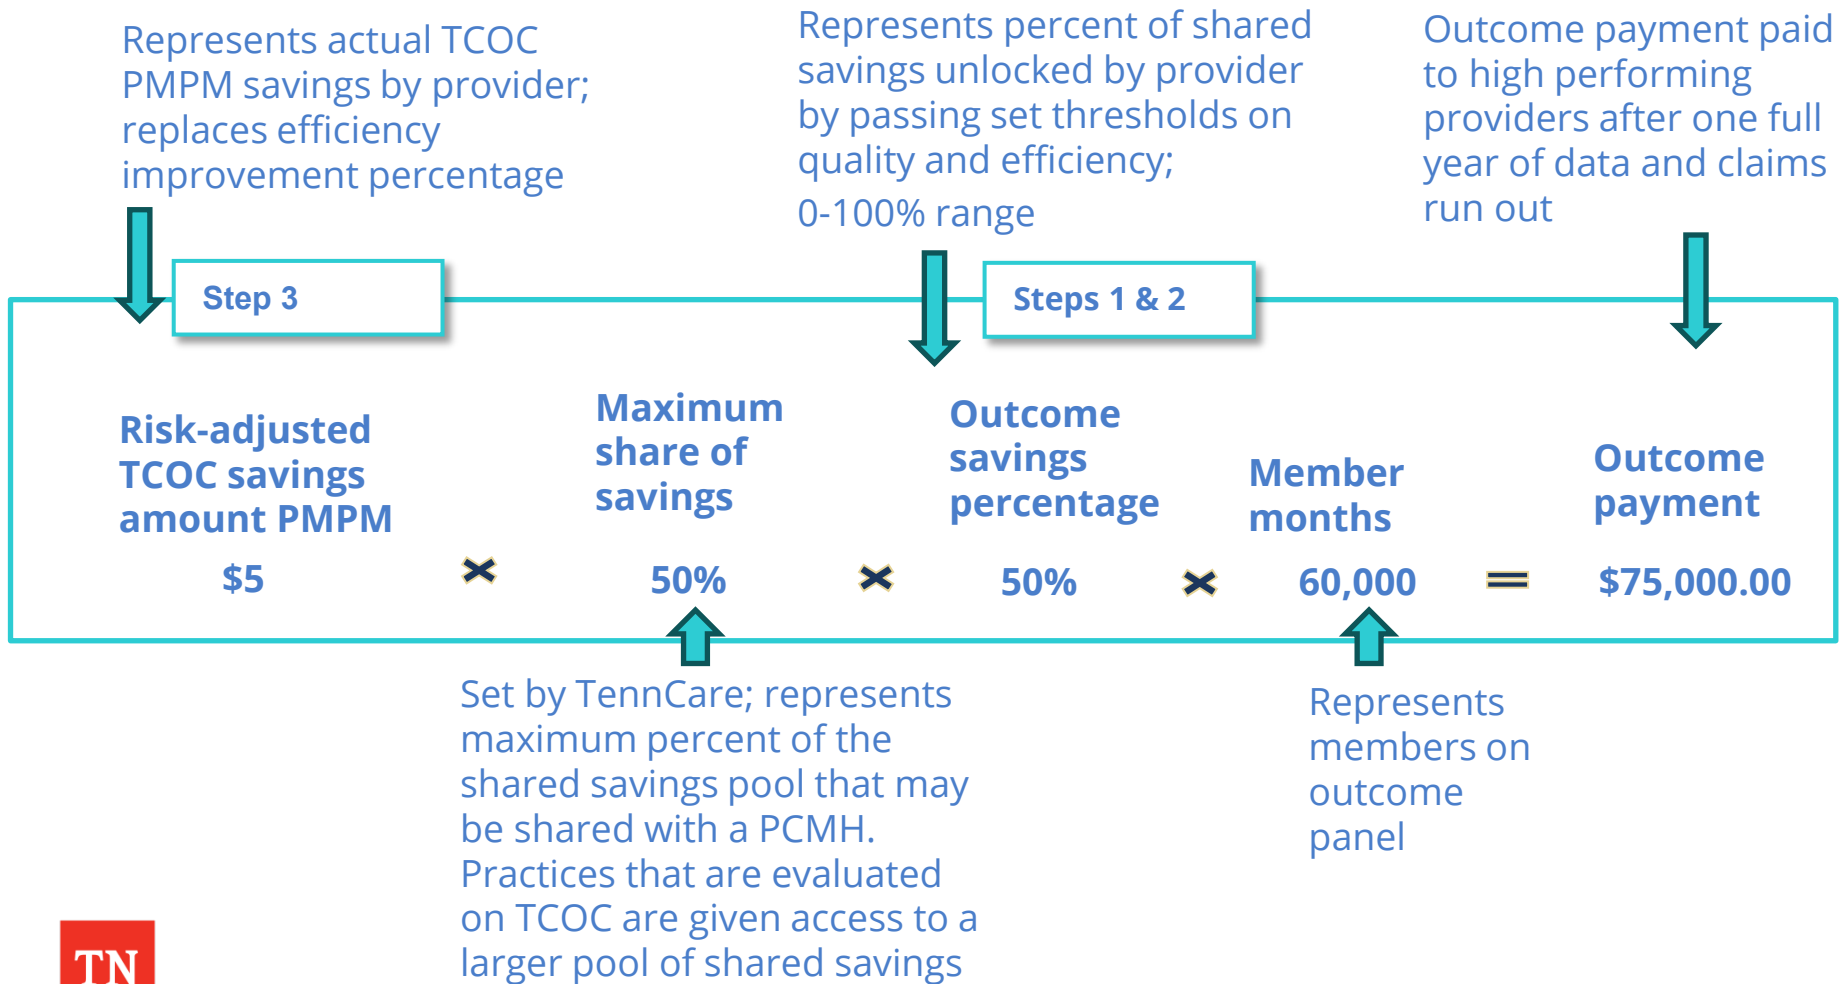 Represents actual TCOC
PMPM savings by provider;
replaces efficiency
improvement percentage
Represents percent of shared
savings unlocked by provider
by passing set thresholds on
quality and efficiency;
0-100% range
Outcome payment paid
to high performing
providers after one full
year of data and claims
run out
Step 3
Steps 1 & 2
Risk-adjusted
TCOC savings
amount PMPM
$5
×
Maximum
share of
savings
50%
×
Outcome
savings
percentage
50%
×
Member
months
60,000
=
Outcome
payment
$75,000.00
Set by TennCare; represents
maximum percent of the
shared savings pool that may
be shared with a PCMH.
Practices that are evaluated
on TCOC are given access to a
larger pool of shared savings
Represents
members on
outcome
panel
TN